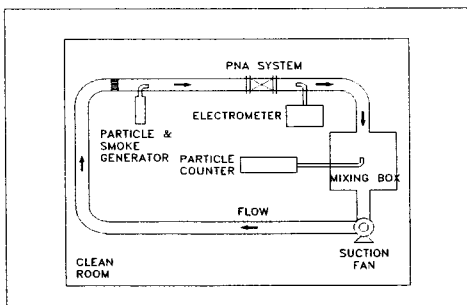 PNA SYSTEM
ELECTROMETER
PARTICLE &
SMOKE
GENERATOR
PARTICLE
COUNTER
MIXING BOX
FLOW
SUCTION
FAN
CLEAN
ROOM